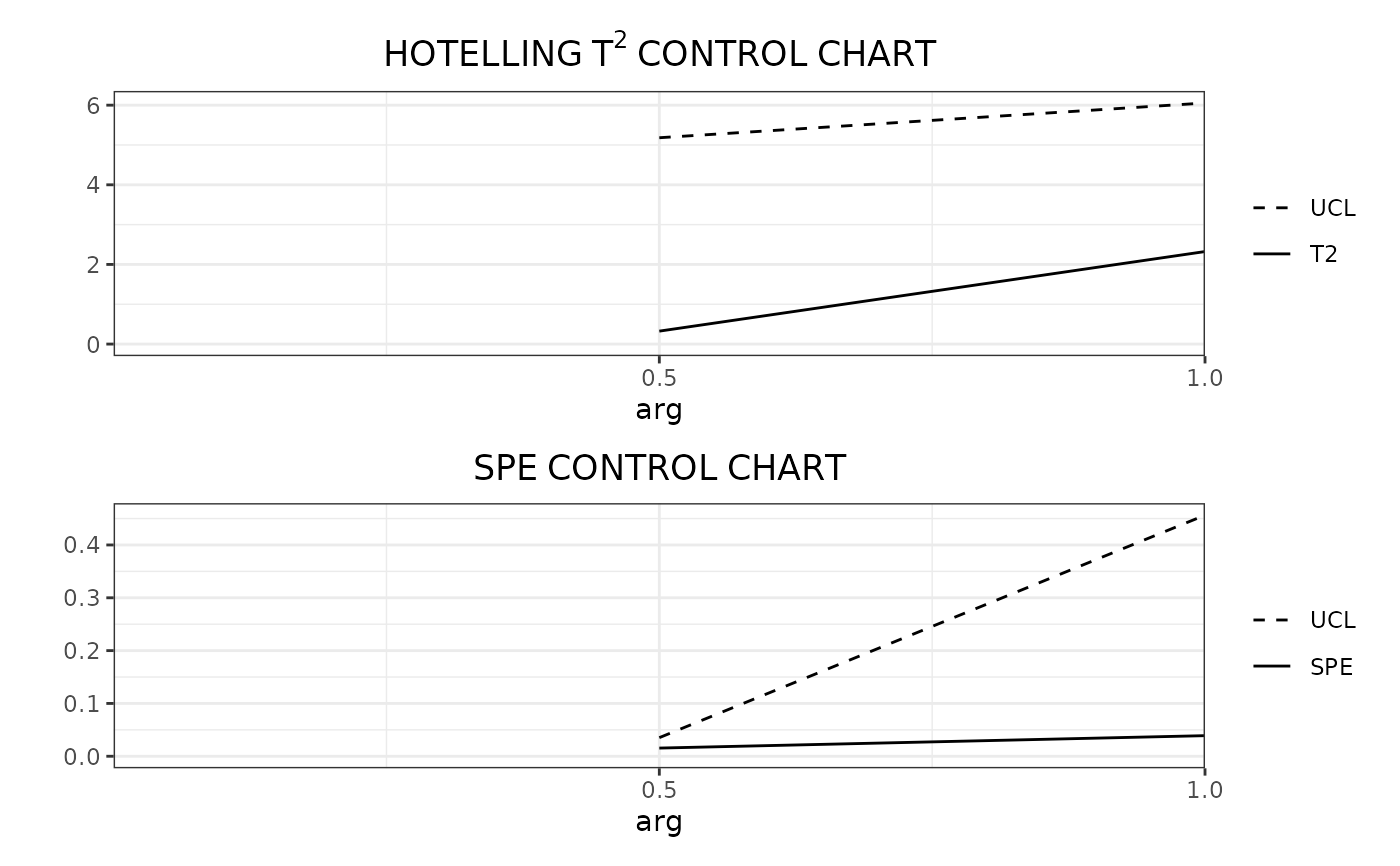 HOTELLING T² CONTROL CHART
6
4
2
0
0.5 1.0
arg
UCL
T2
SPE CONTROL CHART
0.4
0.3
0.2
0.1
0.0
0.5 1.0
arg
UCL
SPE